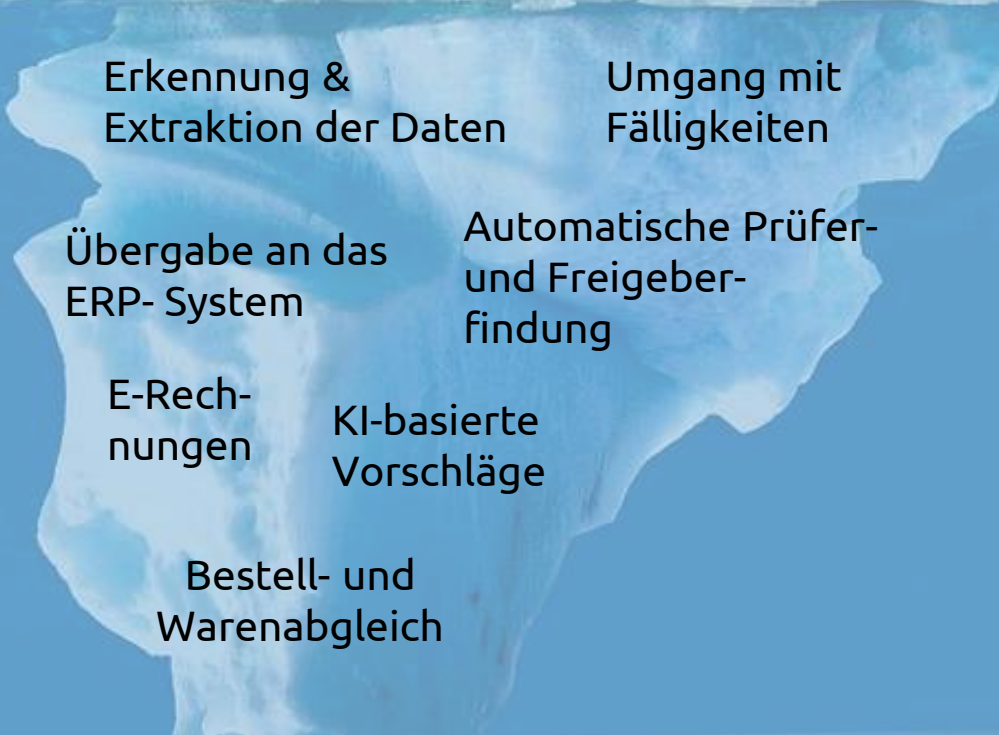 Erkennung &
Extraktion der Daten
Umgang mit
Fälligkeiten
Übergabe an das
ERP- System
Automatische Prüfer-
und Freigeber-
findung
E-Rech-
nungen
KI-basierte
Vorschläge
Bestell- und
Warenabgleich